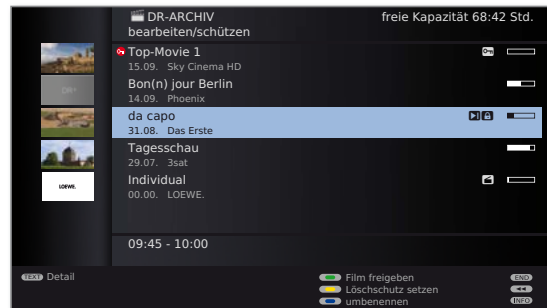 DR-ARCHIV
freie Kapazität 68:42 Std.
bearbeiten/schützen
Top-Movie 1
15.09. Sky Cinema HD
DR+
Bon(n) jour Berlin
14.09. Phoenix
da capo
31.08. Das Erste
Tagesschau
29.07. 3sat
LOEWE.
Individual
00.00. LOEWE.
09:45 - 10:00
TEXT Detail
Film freigeben
END
Löschschutz setzen
umbenennen
INFO